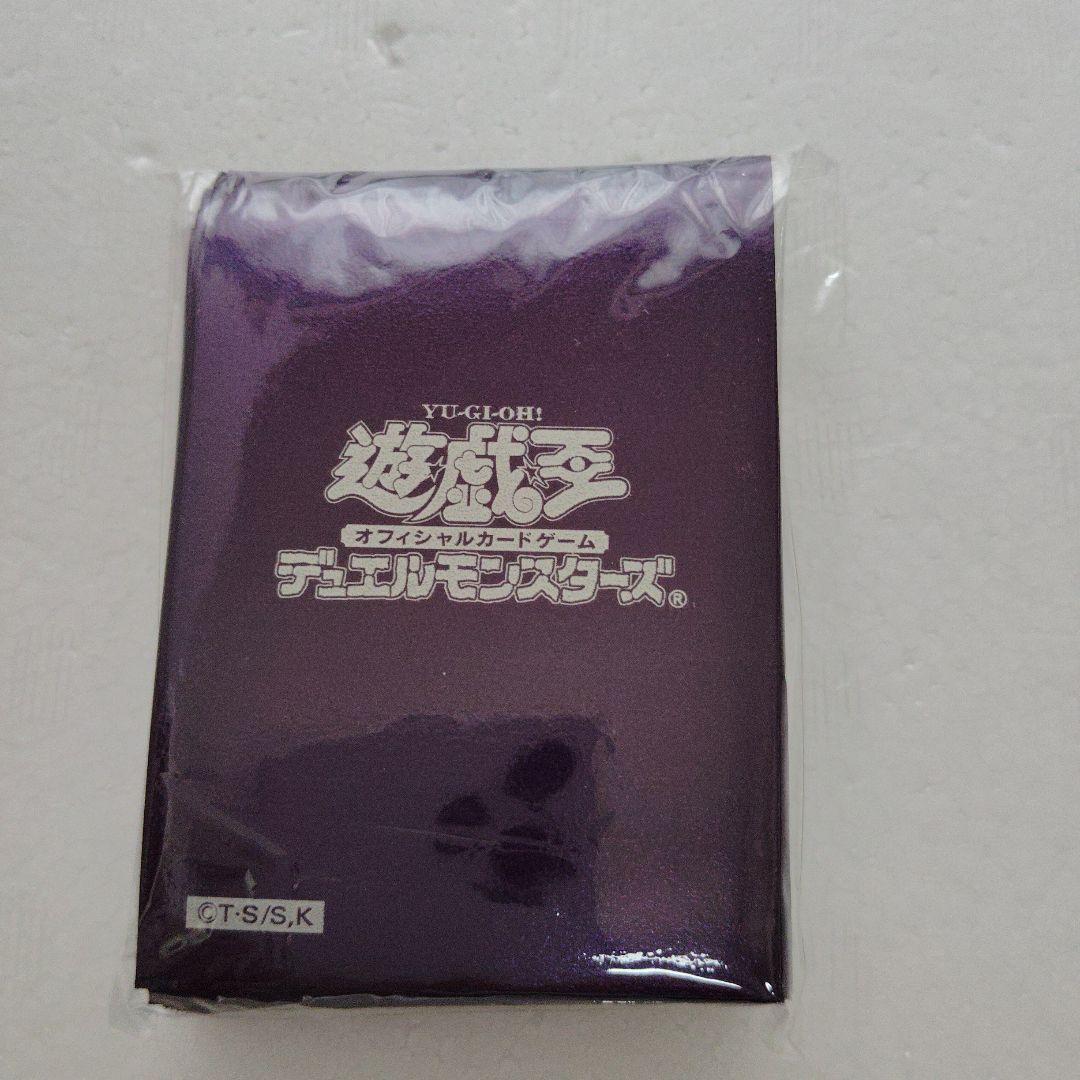 YU-GI-OH!
遊戯王
オフィシャルカードゲーム
デュエルモンスターズ®
©T·S/S,K